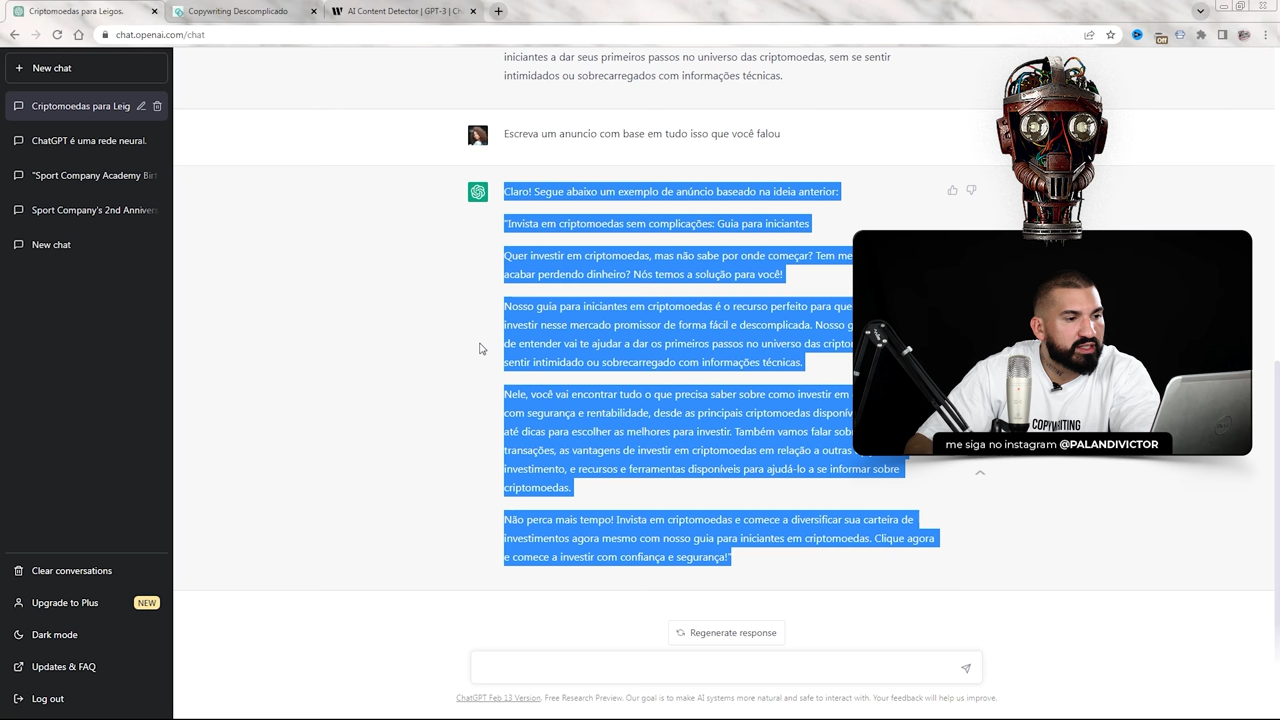 Criptomoedas para Leigos.
Copywriting Descomplicado
AI Content Detector | GPT-3 | Ch
chat.openai.com/chat
Off
New chat
Criptomoedas para Leig
ChatGPT é uma rede neural.
"Sport Company Academy Birt
Sport Company's 2nd Annivers
New chat
Clear conversations
Upgrade to Plus
NEW
Dark mode
Updates & FAQ
Log out
iniciantes a dar seus primeiros passos no universo das criptomoedas, sem se sentir
intimidados ou sobrecarregados com informações técnicas.
Escreva um anuncio com base em tudo isso que você falou
Claro! Segue abaixo um exemplo de anúncio baseado na ideia anterior:
"Invista em criptomoedas sem complicações: Guia para iniciantes
Quer investir em criptomoedas, mas não sabe por onde começar? Tem me
acabar perdendo dinheiro? Nós temos a solução para você!
Nosso guia para iniciantes em criptomoedas é o recurso perfeito para que
investir nesse mercado promissor de forma fácil e descomplicada. Nosso g
de entender vai te ajudar a dar os primeiros passos no universo das cripto
sentir intimidado ou sobrecarregado com informações técnicas.
Nele, você vai encontrar tudo o que precisa saber sobre como investir em
com segurança e rentabilidade, desde as principais criptomoedas disponív
até dicas para escolher as melhores para investir. Também vamos falar sob
transações, as vantagens de investir em criptomoedas em relação a outras
investimento, e recursos e ferramentas disponíveis para ajudá-lo a se informar sobre
criptomoedas.
Não perca mais tempo! Invista em criptomoedas e comece a diversificar sua carteira de
investimentos agora mesmo com nosso guia para iniciantes em criptomoedas. Clique agora
e comece a investir com confiança e segurança!"
me siga no instagram @PALANDIVICTOR
Regenerate response
ChatGPT Feb 13 Version. Free Research Preview. Our goal is to make AI systems more natural and safe to interact with. Your feedback will help us improve.